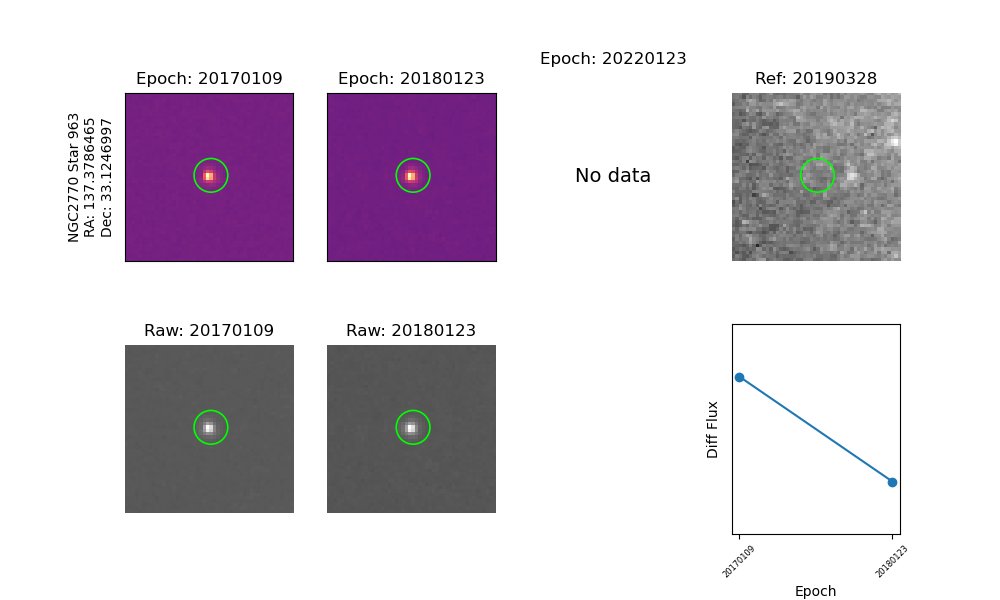 Epoch: 20170109
Epoch: 20180123
Epoch: 20220123
Ref: 20190328
NGC2770 Star 963
RA: 137.3786465
Dec: 33.1246997
No data
Raw: 20170109
Raw: 20180123
Diff Flux
20170109
20180123
Epoch